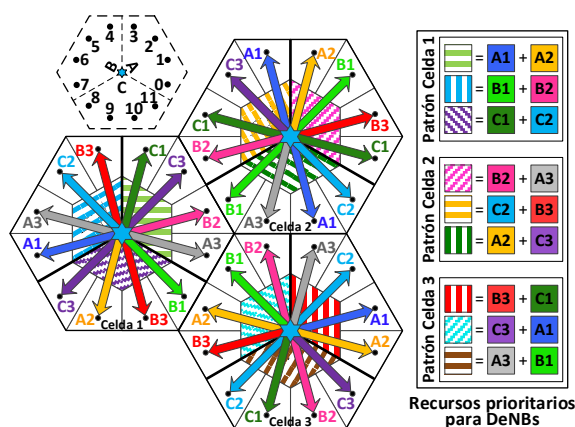 4 3
5 2
6 B A 1
C
7 0
8 11
9 10
A1 A2
C3 B1
C1 B3
B2 C1
B1 C2
A3 Celda 2 A1
B3 C1
C2 C3
A3 B2
A1 A3
C3 B1
A2 Celda 1 B3
B2 A3
B1 C2
A2 A1
B3 A2
C2 C3
C1 Celda 3 B2
Patrón Celda 1
= A1 + A2
= B1 + B2
= C1 + C2
Patrón Celda 2
= B2 + A3
= C2 + B3
= A2 + C3
Patrón Celda 3
= B3 + C1
= C3 + A1
= A3 + B1
Recursos prioritarios
para DeNBs